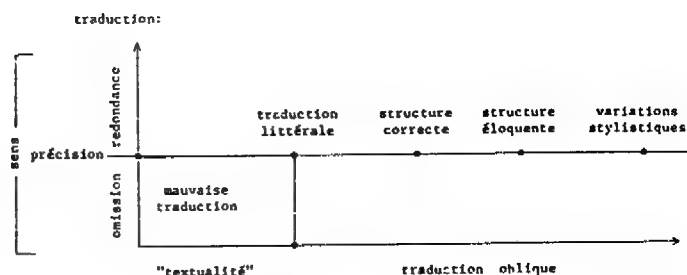 traduction:
redondance
traduction littérale
structure correcte
structure éloquente
variations stylistiques
sens
précision
omission
mauvaise traduction
"textualité"
traduction oblique